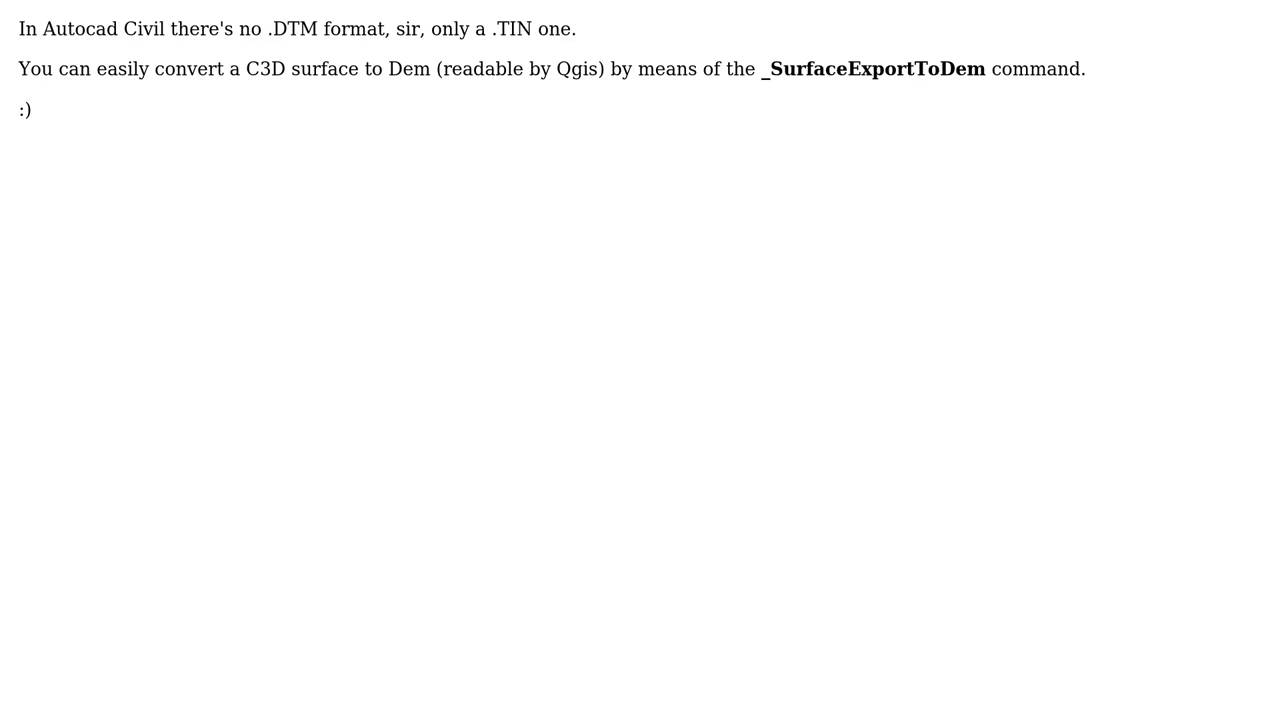 In Autocad Civil there's no .DTM format, sir, only a .TIN one.
You can easily convert a C3D surface to Dem (readable by Qgis) by means of the _SurfaceExportToDem command.
:)